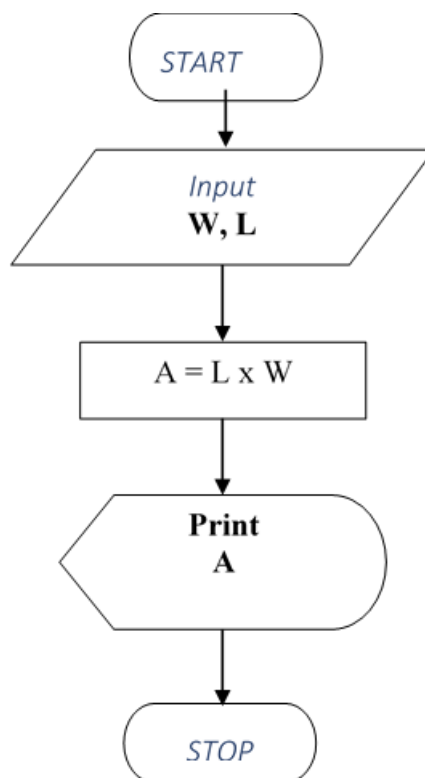 START
Input
W, L
A = L x W
Print
A
STOP